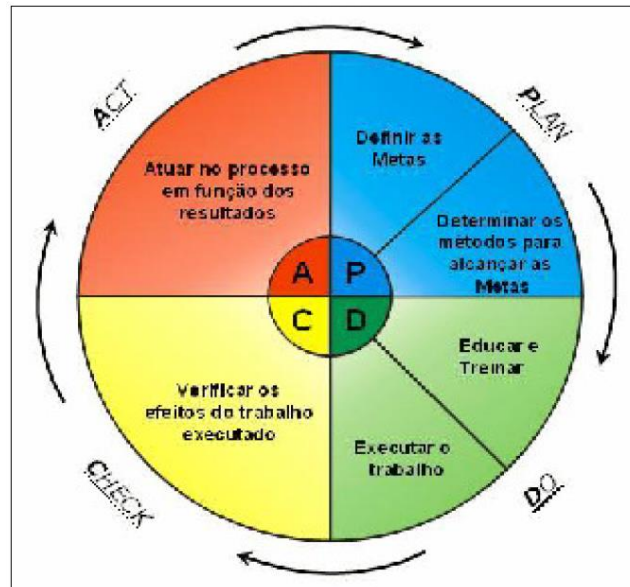 ACT
PLAN
Definir as
Metas
Atuar no processo
em função dos
resultados
Determinar os
métodos para
alcançar as
Metas
A P
C D
Educar e
Treinar
Verificar os
efeitos do trabalho
executado
Executar o
trabalho
CHECK
DO